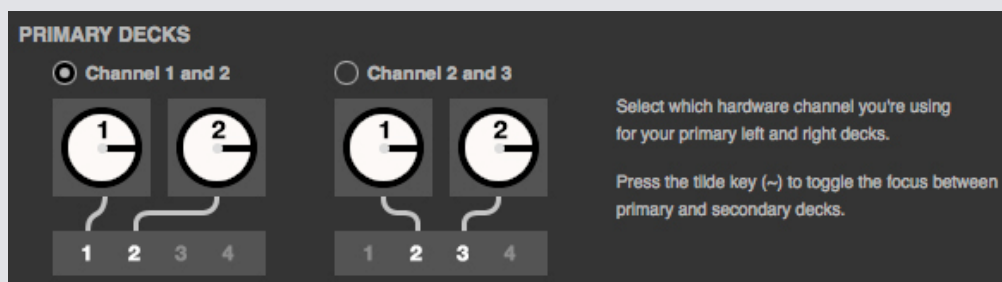 PRIMARY DECKS
Channel 1 and 2
Channel 2 and 3
1 2
1 2
1 2 3 4
1 2 3 4
Select which hardware channel you're using
for your primary left and right decks.
Press the tilde key (~) to toggle the focus between
primary and secondary decks.